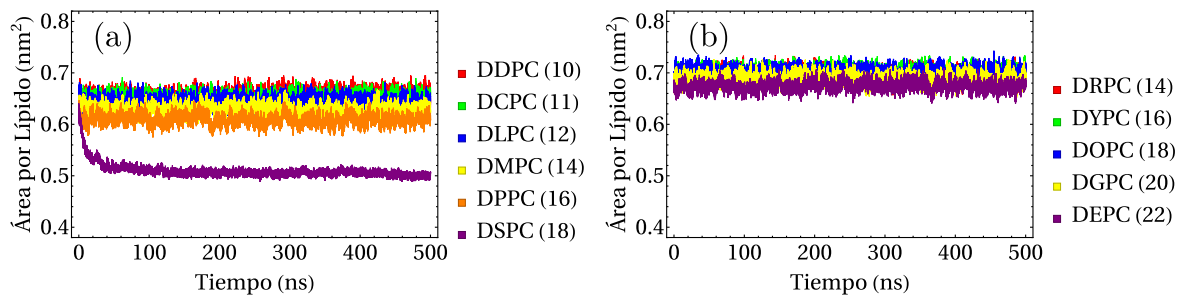 (a)
Área por Lípido (nm²)
0.8
0.7
0.6
0.5
0.4
0 100 200 300 400 500
Tiempo (ns)
DDPC (10)
DCPC (11)
DLPC (12)
DMPC (14)
DPPC (16)
DSPC (18)
(b)
Área por Lípido (nm²)
0.8
0.7
0.6
0.5
0.4
0 100 200 300 400 500
Tiempo (ns)
DRPC (14)
DYPC (16)
DOPC (18)
DGPC (20)
DEPC (22)